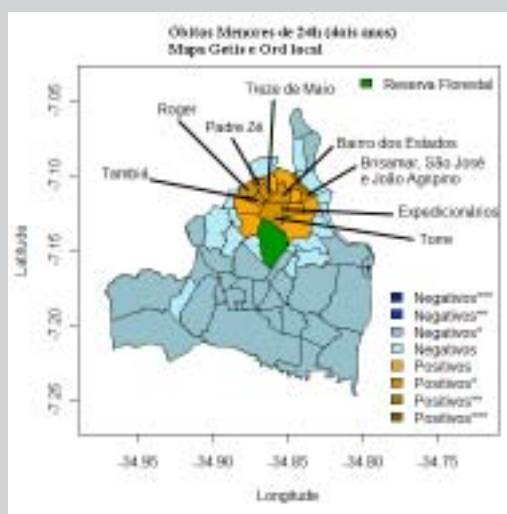 Óbitos Menores de 24h (dois anos)
Mapa Getis e Ord local
Treze de Maio
Reserva Florestal
Roger
Padre Zé
Bairro dos Estados
Brisamar, São José
e João Agripino
Tambiá
Expedicionários
Torre
Latitude
-7.05
-7.10
-7.15
-7.20
-7.25
Negativos***
Negativos**
Negativos*
Negativos
Positivos
Positivos*
Positivos**
Positivos***
-34.95
-34.90
-34.85
-34.80
-34.75
Longitude